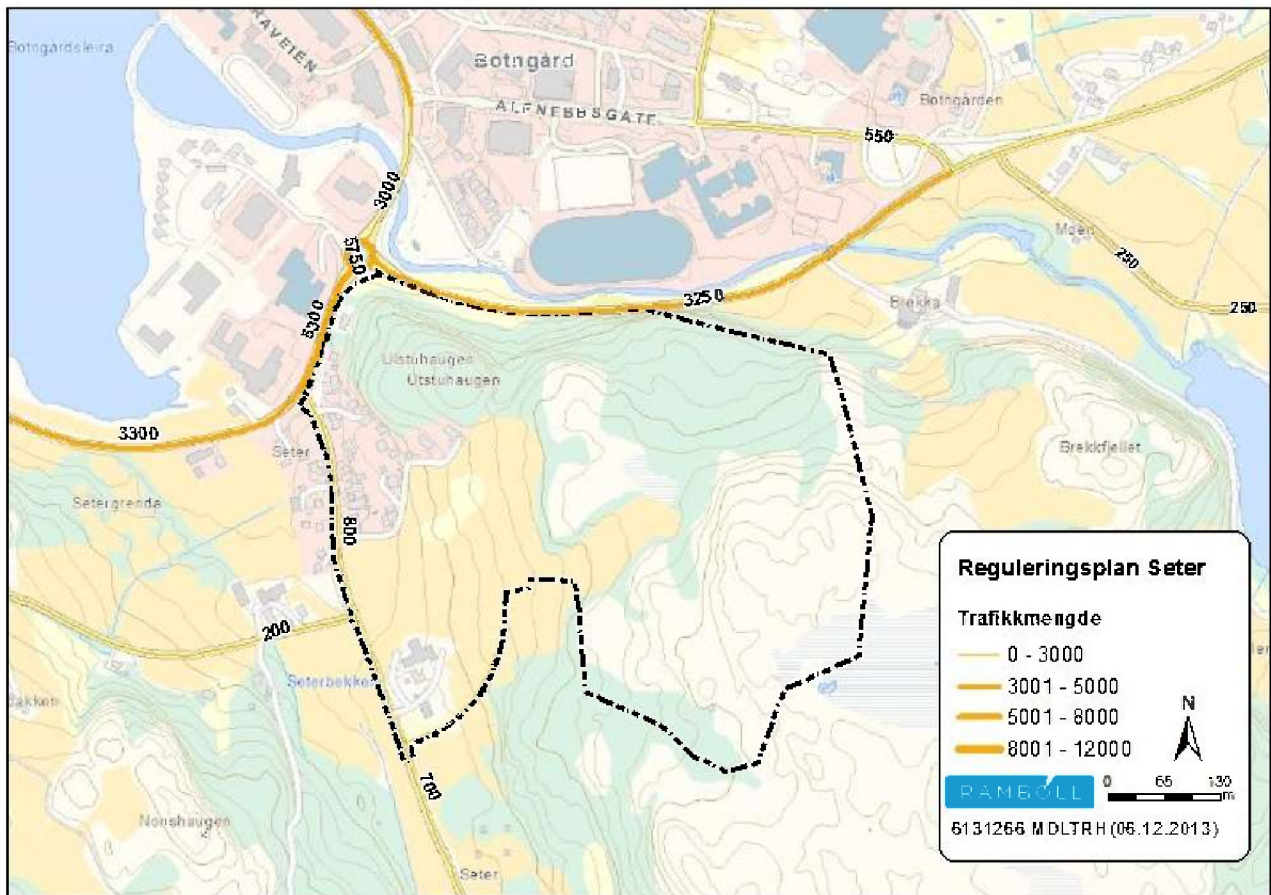 Botngårdsleira
RAVEIEN
Botngård
ALFNEBBSGATE
Botngården
550
3000
Moen
5750
250
250
3250
Brekka
5300
Utstuhaugen
Utstuhaugen
3300
Seter
Brekkfjellet
Setergrenda
800
200
Seterbekken
Bakken
700
Nonshaugen
Seter
Reguleringsplan Seter
Trafikkmengde
0 - 3000
3001 - 5000
5001 - 8000
8001 - 12000
N
RAMBOLL
0 65 130
m
6131266 MDLTRH (06.12.2013)